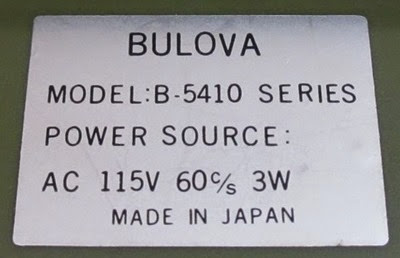 BULOVA
MODEL:B-5410 SERIES
POWER SOURCE:
AC 115V 60c/s 3W
MADE IN JAPAN